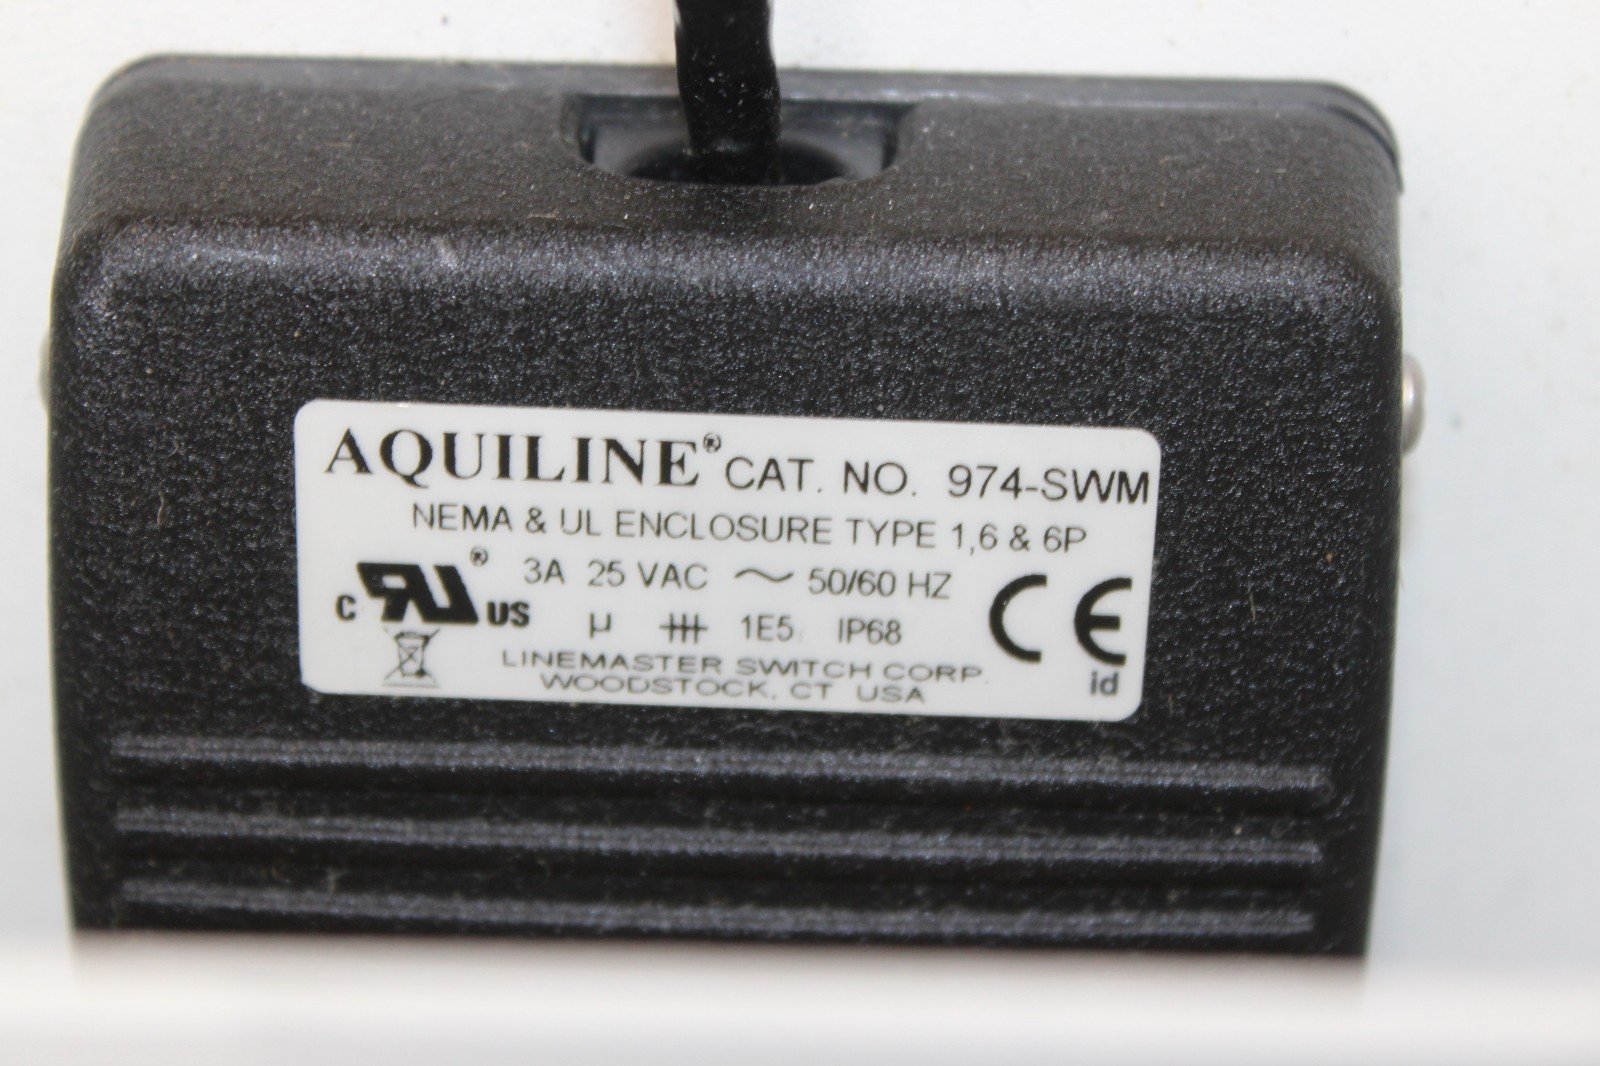 AQUILINE® CAT. NO. 974-SWM
NEMA & UL ENCLOSURE TYPE 1,6 & 6P
C RU® US 3A 25 VAC ~ 50/60 HZ CE
µ 1E5 IP68
LINEMASTER SWITCH CORP.
WOODSTOCK, CT USA
id